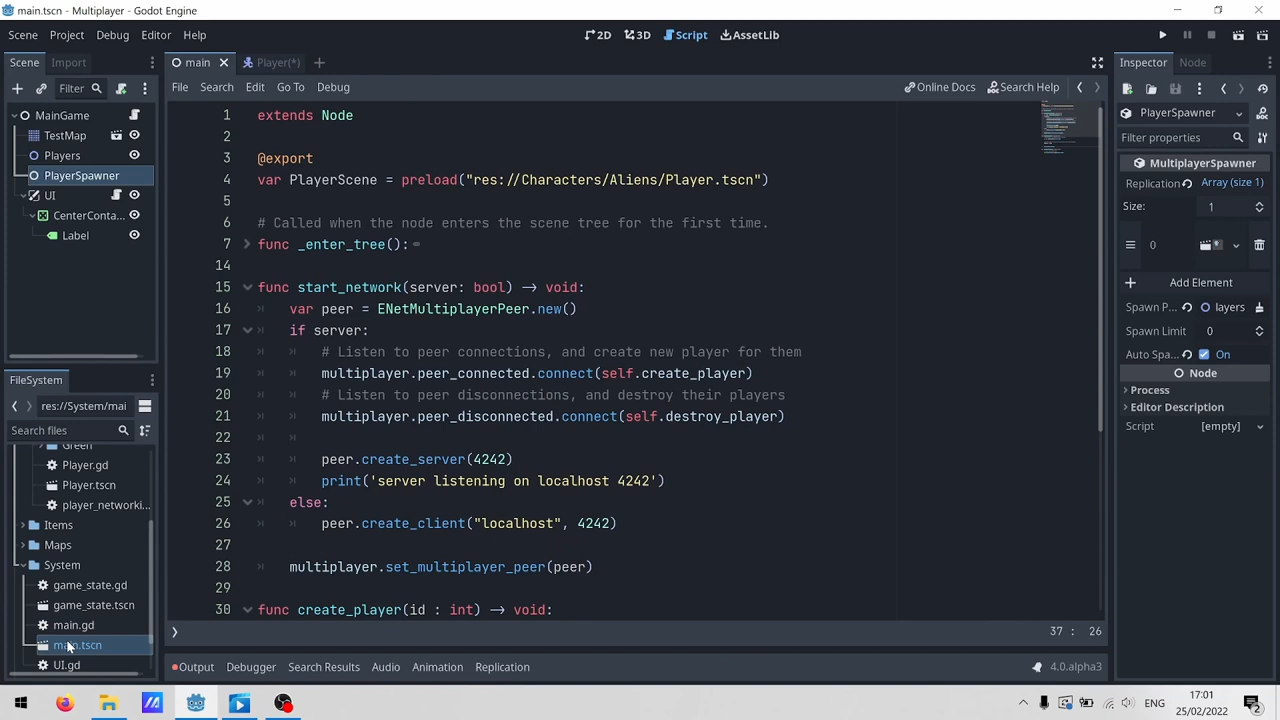 main.tscn - Multiplayer - Godot Engine
Scene Project Debug Editor Help
2D 3D Script AssetLib
Scene Import
main Player(*)
Inspector Node
Filter
File Search Edit Go To Debug
Online Docs Search Help
MainGame
TestMap
Players
PlayerSpawner
UI
CenterConta...
Label
1 extends Node
2
3 @export
4 var PlayerScene = preload("res://Characters/Aliens/Player.tscn")
5
6 # Called when the node enters the scene tree for the first time.
7 func _enter_tree():
14
15 func start_network(server: bool) -> void:
16 var peer = ENetMultiplayerPeer.new()
17 if server:
18 # Listen to peer connections, and create new player for them
19 multiplayer.peer_connected.connect(self.create_player)
20 # Listen to peer disconnections, and destroy their players
21 multiplayer.peer_disconnected.connect(self.destroy_player)
22
23 peer.create_server(4242)
24 print('server listening on localhost 4242')
25 else:
26 peer.create_client("localhost", 4242)
27
28 multiplayer.set_multiplayer_peer(peer)
29
30 func create_player(id : int) -> void:
37 : 26
PlayerSpawner
Filter properties
MultiplayerSpawner
Replication Array (size 1)
Size: 1
0
Add Element
Spawn P... layers
Spawn Limit 0
Auto Spa... On
Node
Process
Editor Description
Script [empty]
FileSystem
res://System/mai
Search files
Green
Player.gd
Player.tscn
player_networki...
Items
Maps
System
game_state.gd
game_state.tscn
main.gd
main.tscn
UI.gd
Output Debugger Search Results Audio Animation Replication
4.0.alpha3
ENG
17:01
25/02/2022
2